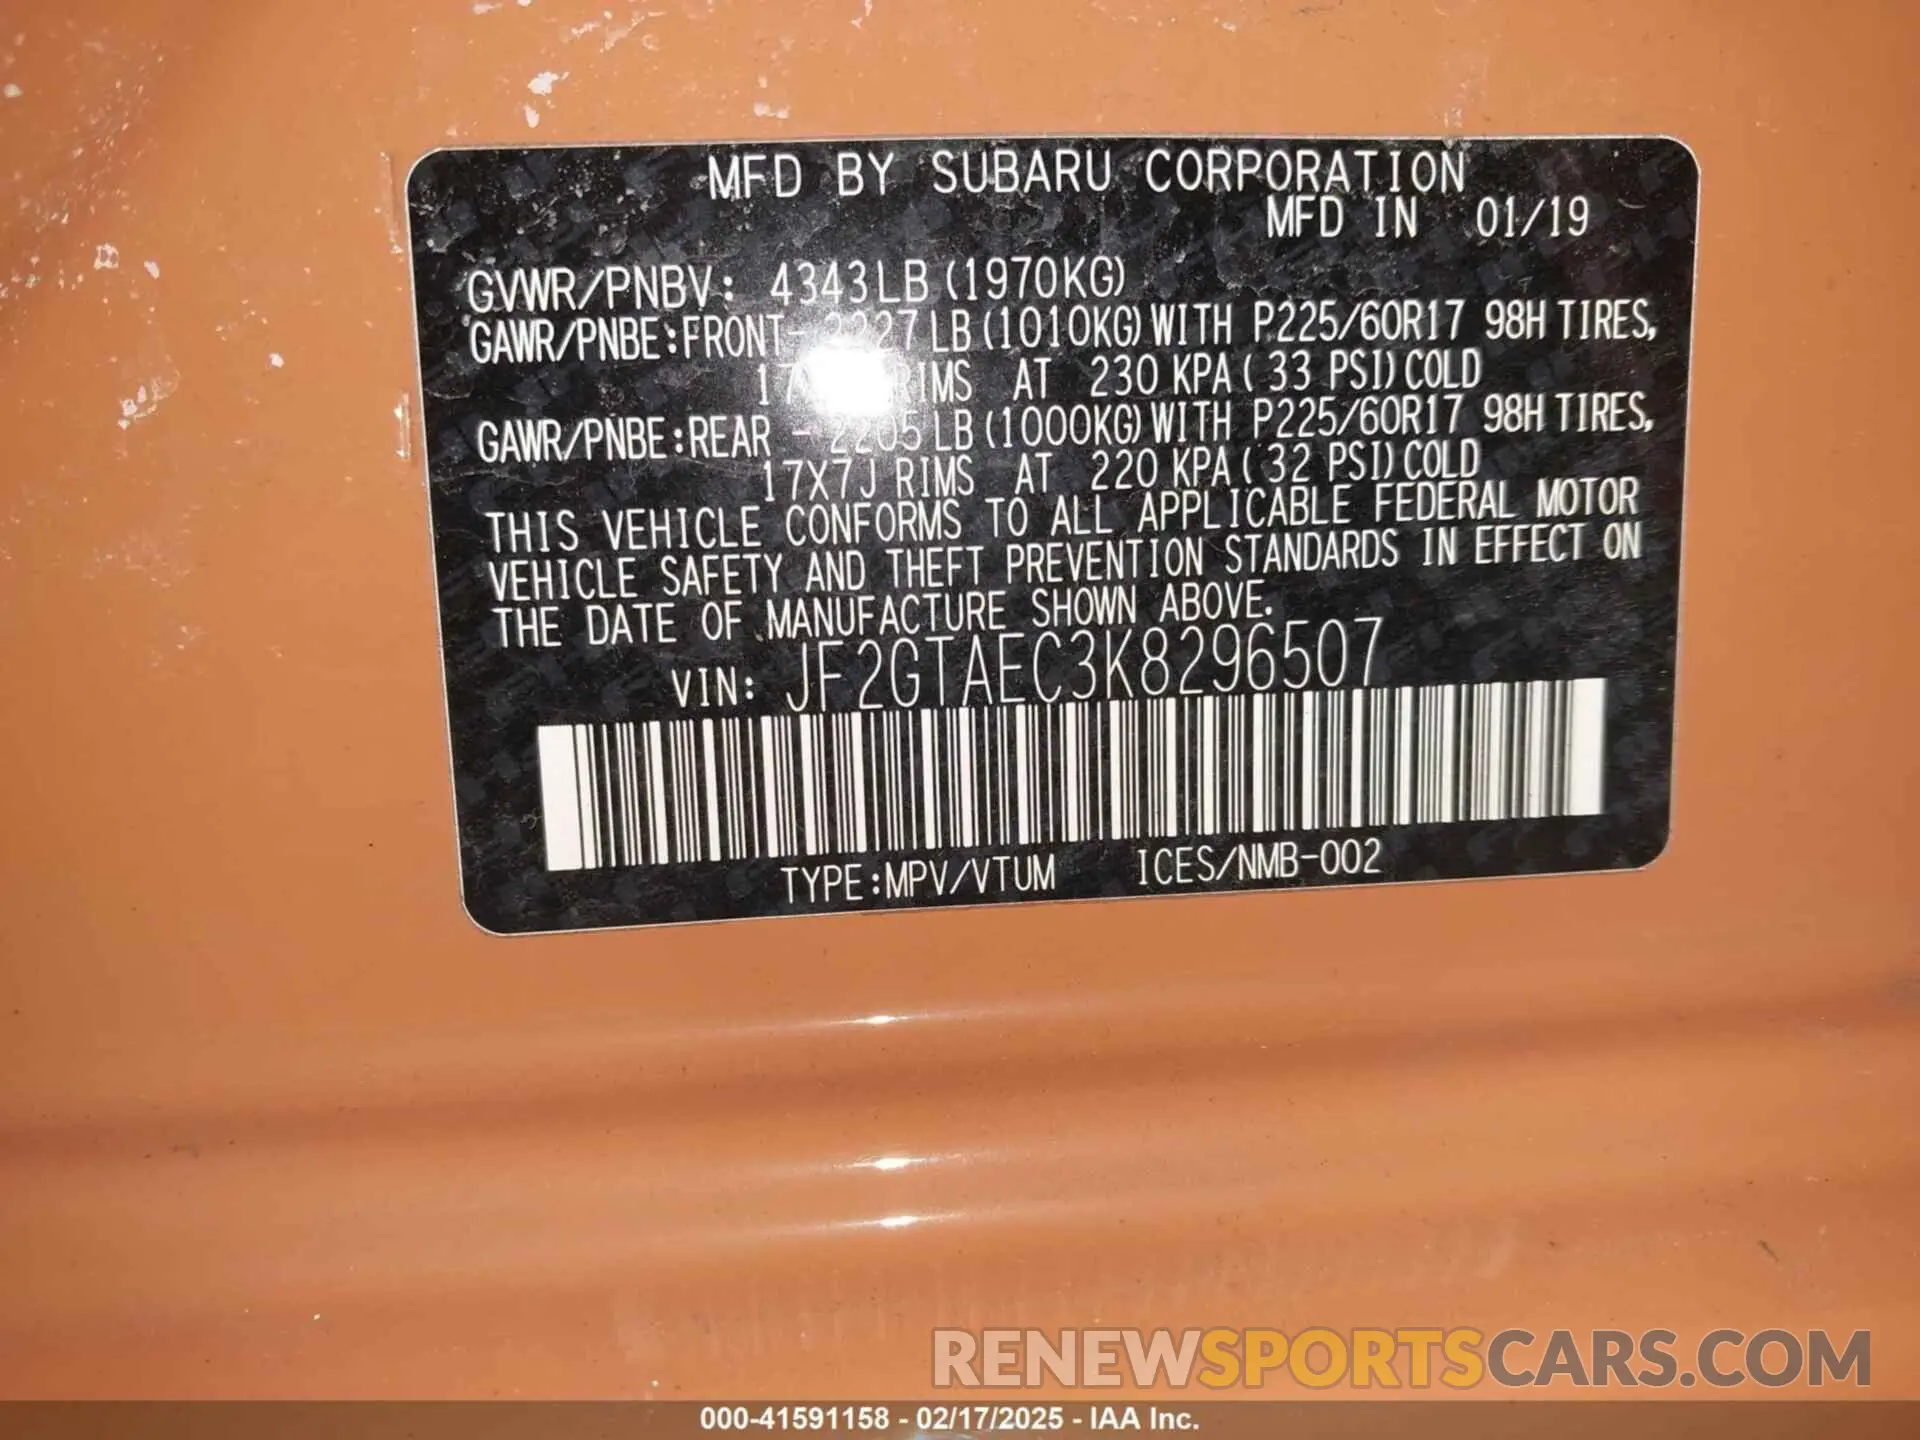 MFD BY SUBARU CORPORATION
MFD IN 01/19
GVWR/PNBV: 4343LB (1970KG)
GAWR/PNBE:FRONT- 2227 LB (1010KG) WITH P225/60R17 98H TIRES,
RIMS AT 230 KPA ( 33 PSI) COLD
GAWR/PNBE:REAR - 2205 LB (1000KG) WITH P225/60R17 98H TIRES,
17X7J RIMS AT 220 KPA ( 32 PSI) COLD
THIS VEHICLE CONFORMS TO ALL APPLICABLE FEDERAL MOTOR
VEHICLE SAFETY AND THEFT PREVENTION STANDARDS IN EFFECT ON
THE DATE OF MANUFACTURE SHOWN ABOVE.
VIN: JF2GTAEC3K8296507
TYPE:MPV/VTUM ICES/NMB-002
RENEWSPORTSCARS.COM
000-41591158 - 02/17/2025 - IAA Inc.